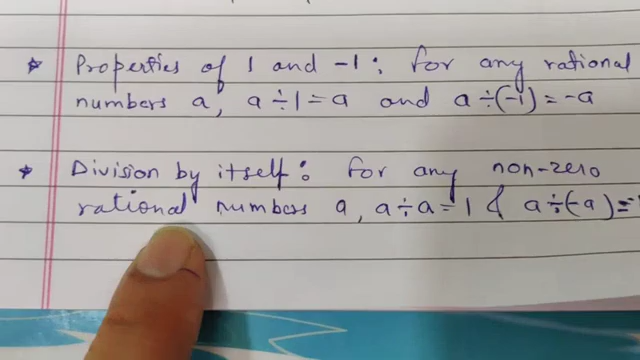 * Properties of 1 and -1: For any rational
numbers a, a÷1=a and a÷(-1)=-a
* Division by itself: For any non-zero
rational numbers a, a÷a=1 & a÷(-a)=-